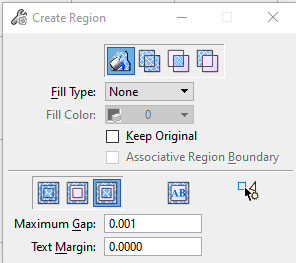 Create Region
Fill Type: None
Fill Color: 0
Keep Original
Associative Region Boundary
AB
Maximum Gap: 0.001
Text Margin: 0.0000